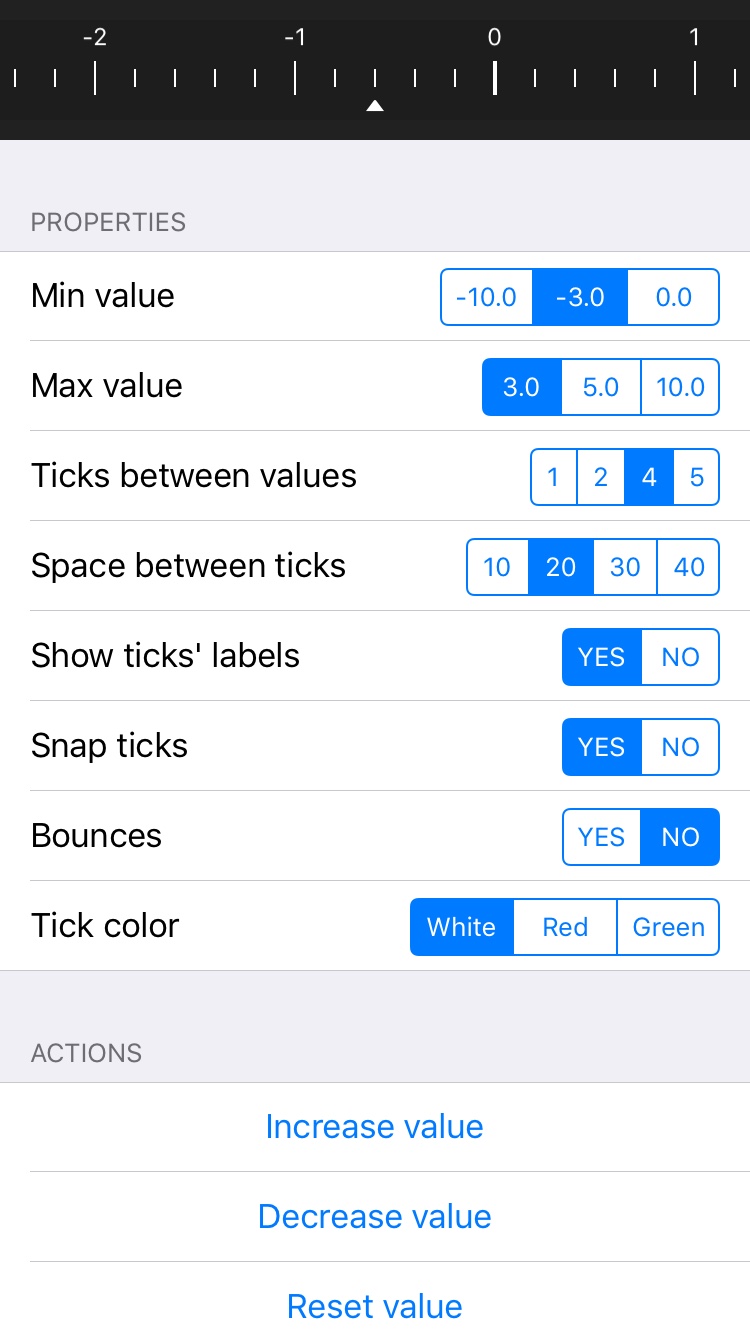 -2 -1 0 1
PROPERTIES
Min value -10.0 -3.0 0.0
Max value 3.0 5.0 10.0
Ticks between values 1 2 4 5
Space between ticks 10 20 30 40
Show ticks' labels YES NO
Snap ticks YES NO
Bounces YES NO
Tick color White Red Green
ACTIONS
Increase value
Decrease value
Reset value